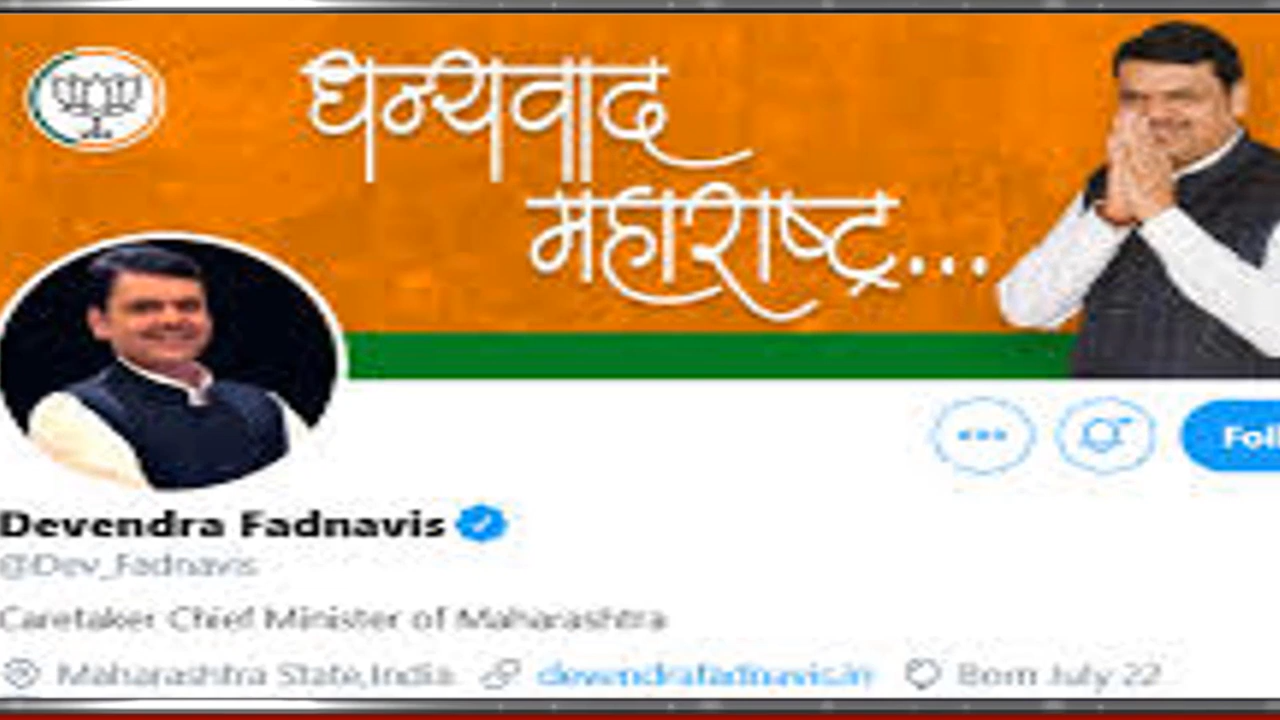 धन्यवाद
महाराष्ट्र...
Foll
Devendra Fadnavis
@Dev_Fadnavis
Caretaker Chief Minister of Maharashtra
Maharashtra State,India devendrafadnavis.in Born July 22